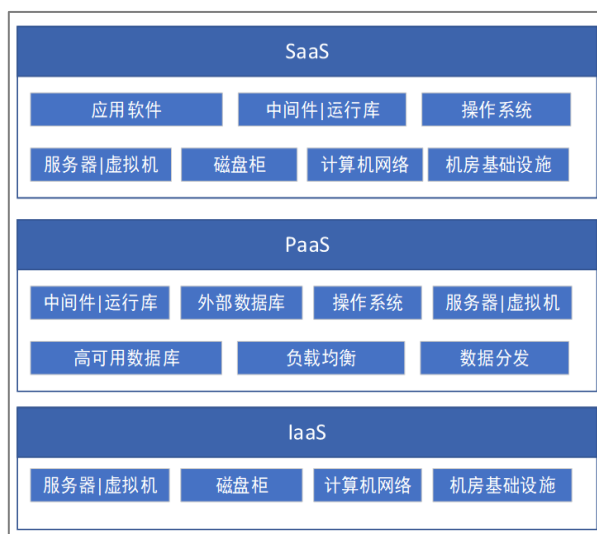 SaaS
应用软件 中间件|运行库 操作系统
服务器|虚拟机 磁盘柜 计算机网络 机房基础设施
PaaS
中间件|运行库 外部数据库 操作系统 服务器|虚拟机
高可用数据库 负载均衡 数据分发
IaaS
服务器|虚拟机 磁盘柜 计算机网络 机房基础设施